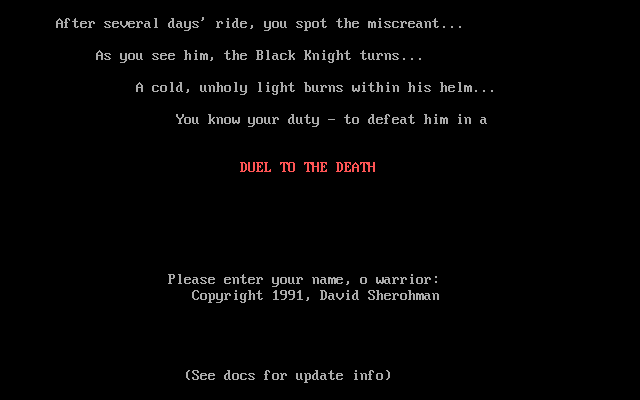 After several days' ride, you spot the miscreant...
As you see him, the Black Knight turns...
A cold, unholy light burns within his helm...
You know your duty - to defeat him in a
DUEL TO THE DEATH
Please enter your name, o warrior:
Copyright 1991, David Sherohman
(See docs for update info)